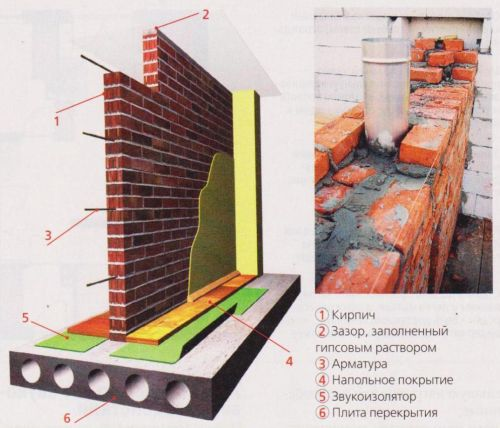 2
1
3
5
4
6
① Кирпич
② Зазор, заполненный
гипсовым раствором
③ Арматура
④ Напольное покрытие
⑤ Звукоизолятор
⑥ Плита перекрытия